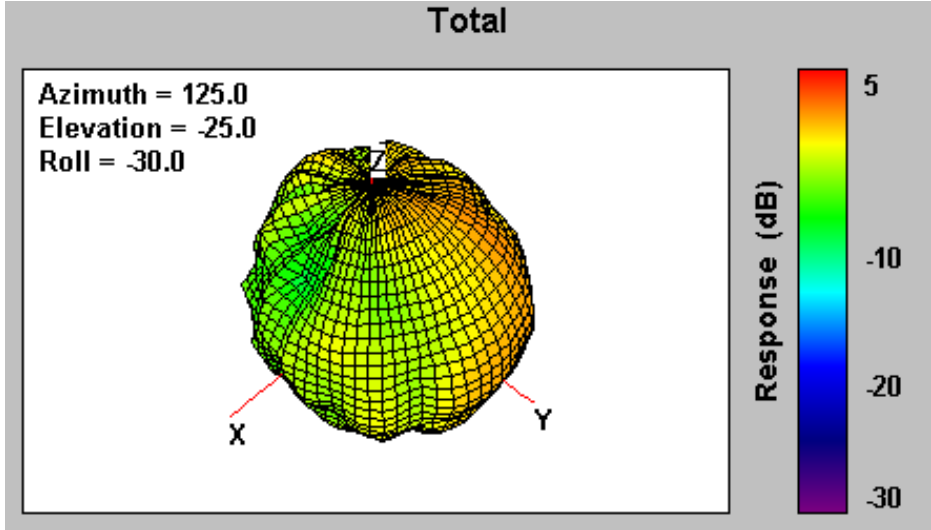 Total
Azimuth = 125.0
Elevation = -25.0
Roll = -30.0
Z
X
Y
5
-10
-20
-30
Response (dB)